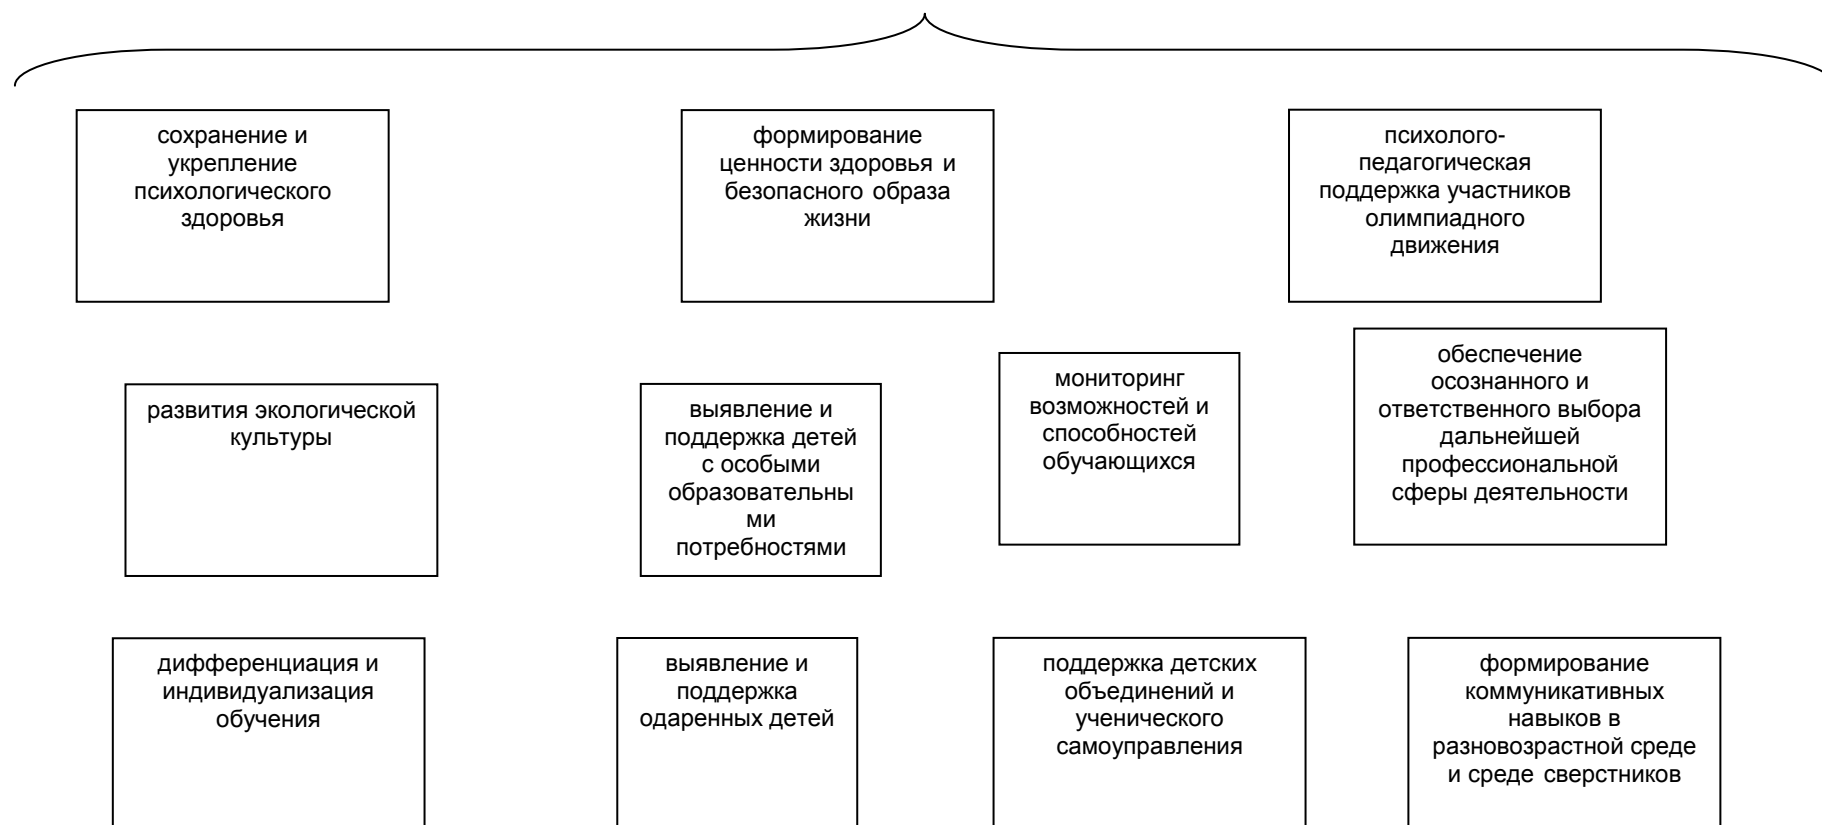 сохранение и
укрепление
психологического
здоровья
формирование
ценности здоровья и
безопасного образа
жизни
психолого-
педагогическая
поддержка участников
олимпиадного
движения
развития экологической
культуры
выявление и
поддержка детей
с особыми
образовательны
ми
потребностями
мониторинг
возможностей и
способностей
обучающихся
обеспечение
осознанного и
ответственного выбора
дальнейшей
профессиональной
сферы деятельности
дифференциация и
индивидуализация
обучения
выявление и
поддержка
одаренных детей
поддержка детских
объединений и
ученического
самоуправления
формирование
коммуникативных
навыков в
разновозрастной среде
и среде сверстников